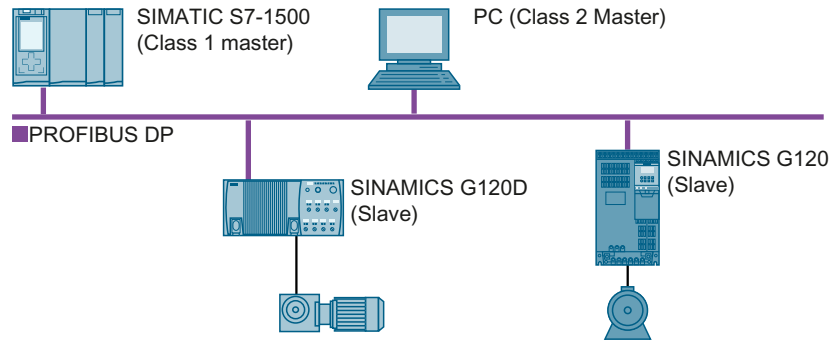 SIMATIC S7-1500
(Class 1 master)
PC (Class 2 Master)
PROFIBUS DP
SINAMICS G120D
(Slave)
SINAMICS G120
(Slave)